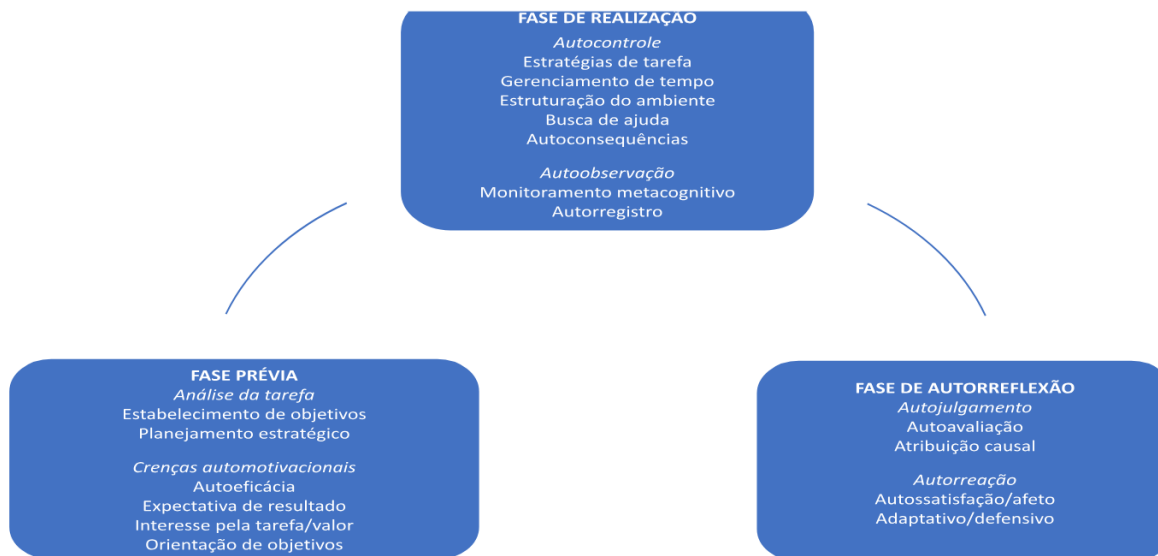 FASE DE REALIZAÇÃO
Autocontrole
Estratégias de tarefa
Gerenciamento de tempo
Estruturação do ambiente
Busca de ajuda
Autoconsequências
Autoobservação
Monitoramento metacognitivo
Autorregistro
FASE PRÉVIA
Análise da tarefa
Estabelecimento de objetivos
Planejamento estratégico
Crenças automotivacionais
Autoeficácia
Expectativa de resultado
Interesse pela tarefa/valor
Orientação de objetivos
FASE DE AUTORREFLEXÃO
Autojulgamento
Autoavaliação
Atribuição causal
Autorreação
Autossatisfação/afeto
Adaptativo/defensivo